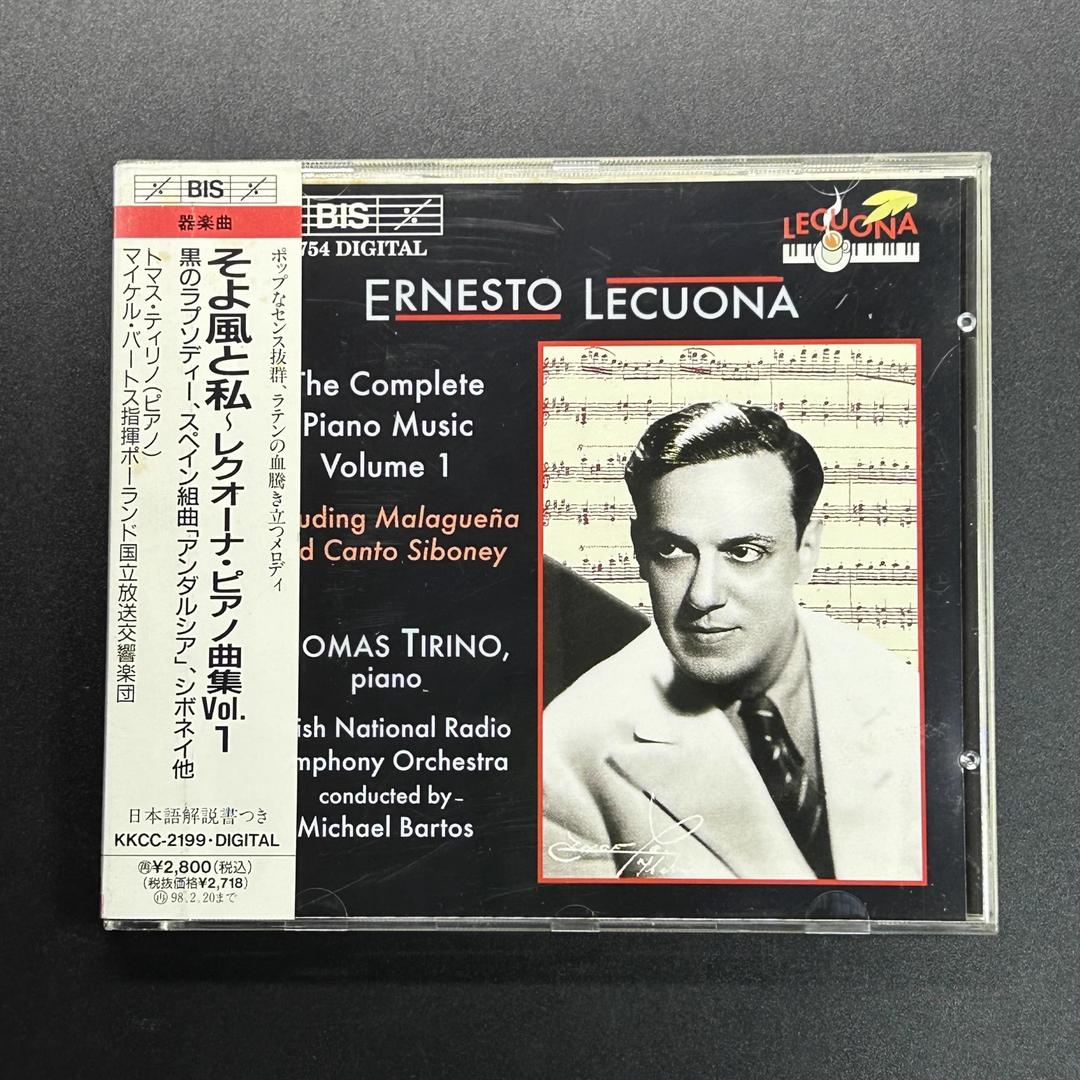 BIS
器楽曲
ポップなセンス抜群、ラテンの血騰き立つメロディ
そよ風と私〜レクオーナ・ピアノ曲集Vol.1
黒のラプソディー、スペイン組曲「アンダルシア」、シボネイ他
トマス・ティリノ(ピアノ)
マイケル・バートス指揮ポーランド国立放送交響楽団
日本語解説書つき
KKCC-2199・DIGITAL
㊢¥2,800(税込)
(税抜価格¥2,718)
98.2.20まで
BIS
754 DIGITAL
LECUONA
ERNESTO LECUONA
The Complete
Piano Music
Volume 1
uding Malagueña
d Canto Siboney
OMAS TIRINO,
piano
ish National Radio
mphony Orchestra
conducted by
Michael Bartos